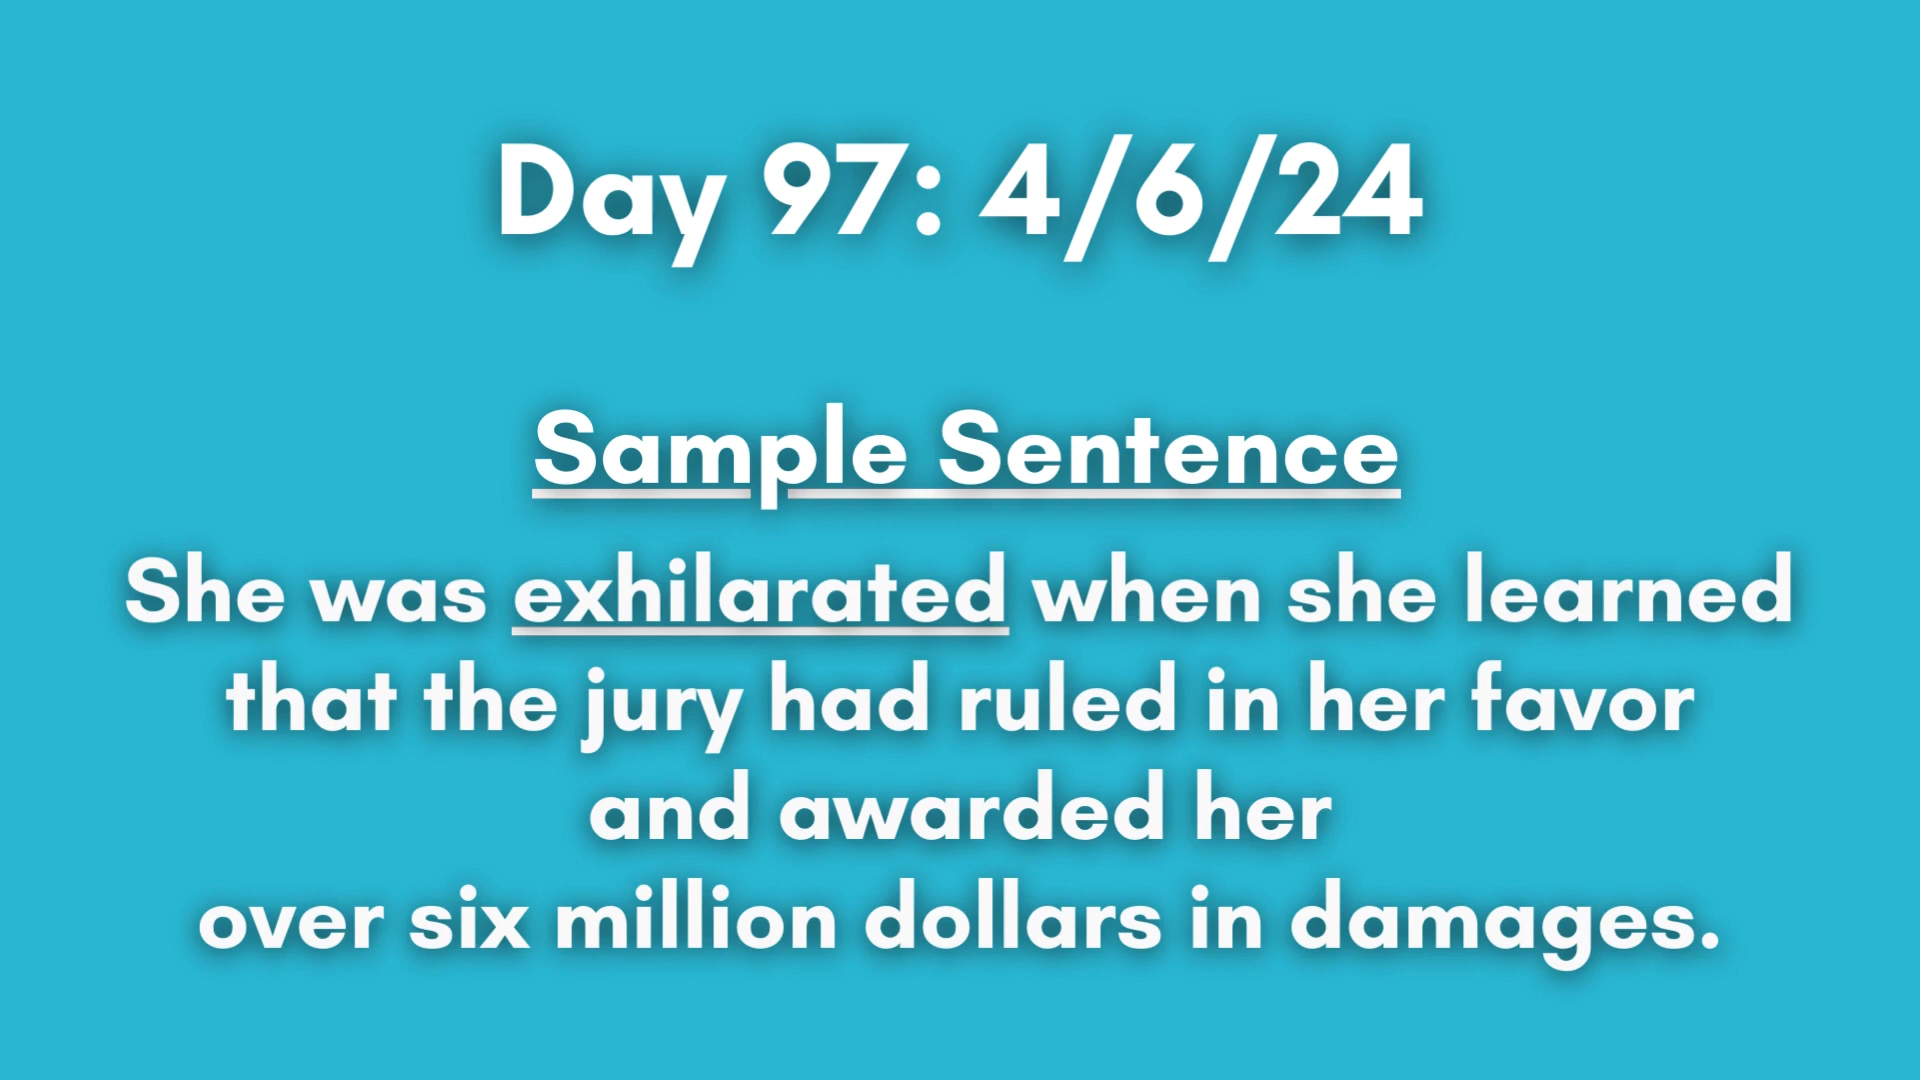 Day 97: 4/6/24
Sample Sentence
She was exhilarated when she learned
that the jury had ruled in her favor
and awarded her
over six million dollars in damages.